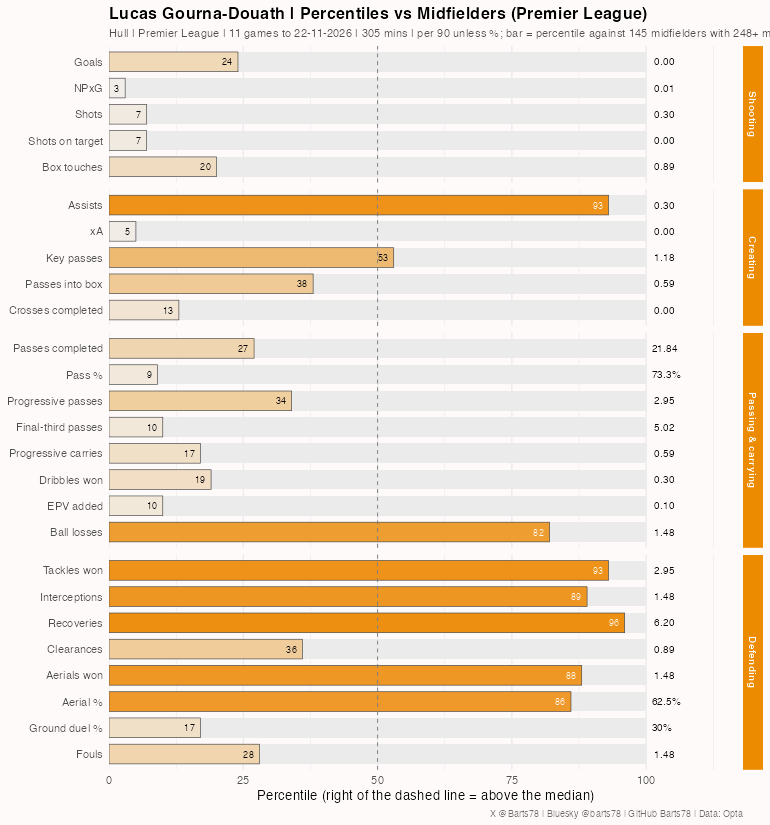 Lucas Gourna-Douath | Percentiles vs Midfielders (Premier League)
Hull | Premier League | 11 games to 22-11-2026 | 305 mins | per 90 unless %; bar = percentile against 145 midfielders with 248+ m
Goals 24 0.00
NPxG 3 0.01
Shots 7 0.30
Shots on target 7 0.00
Box touches 20 0.89
Shooting
Assists 93 0.30
xA 5 0.00
Key passes 53 1.18
Passes into box 38 0.59
Crosses completed 13 0.00
Creating
Passes completed 27 21.84
Pass % 9 73.3%
Progressive passes 34 2.95
Final-third passes 10 5.02
Progressive carries 17 0.59
Dribbles won 19 0.30
EPV added 10 0.10
Ball losses 82 1.48
Passing & carrying
Tackles won 93 2.95
Interceptions 89 1.48
Recoveries 96 6.20
Clearances 36 0.89
Aerials won 88 1.48
Aerial % 86 62.5%
Ground duel % 17 30%
Fouls 28 1.48
Defending
0 25 50 75 100
Percentile (right of the dashed line = above the median)
X @Barts78 | Bluesky @barts78 | GitHub Barts78 | Data: Opta